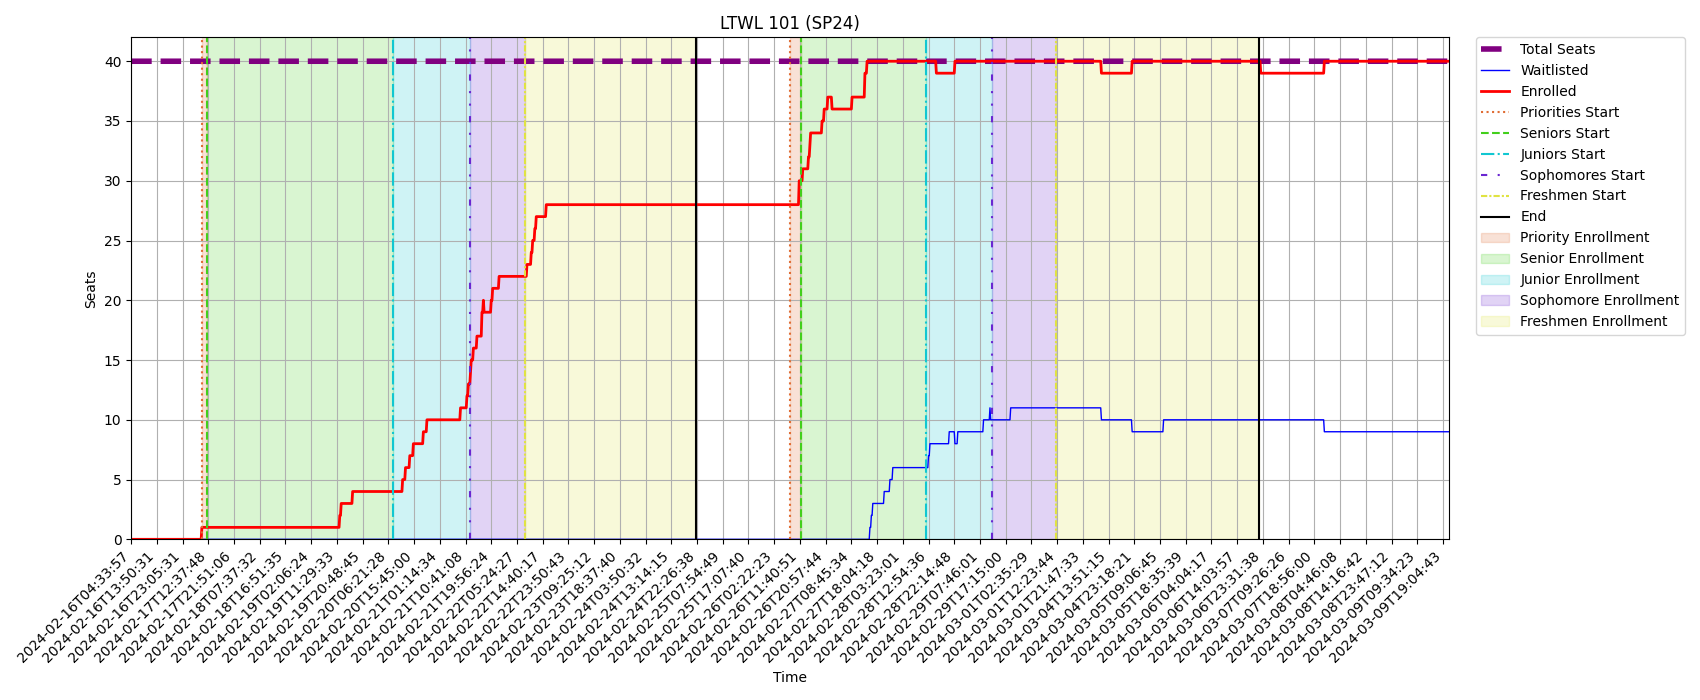 LTWL 101 (SP24)
40
35
30
25
20
15
10
5
0
Seats
2024-02-16T04:33:57
2024-02-16T13:50:31
2024-02-16T23:05:31
2024-02-17T12:37:48
2024-02-17T21:51:06
2024-02-18T07:37:32
2024-02-18T16:51:35
2024-02-19T02:06:24
2024-02-19T11:29:33
2024-02-19T20:48:45
2024-02-20T06:21:28
2024-02-20T15:45:00
2024-02-21T01:14:34
2024-02-21T10:41:08
2024-02-21T19:56:24
2024-02-22T05:24:27
2024-02-22T14:40:17
2024-02-22T23:50:43
2024-02-23T09:25:12
2024-02-23T18:37:40
2024-02-24T03:50:32
2024-02-24T13:14:15
2024-02-24T22:26:38
2024-02-25T07:54:49
2024-02-25T17:07:40
2024-02-26T02:22:23
2024-02-26T11:40:51
2024-02-26T20:57:44
2024-02-27T08:45:34
2024-02-27T18:04:18
2024-02-28T03:23:01
2024-02-28T12:54:36
2024-02-28T22:14:48
2024-02-29T07:46:01
2024-02-29T17:15:00
2024-03-01T02:35:29
2024-03-01T12:23:44
2024-03-01T21:47:33
2024-03-04T13:51:15
2024-03-04T23:18:21
2024-03-05T09:06:45
2024-03-05T18:35:39
2024-03-06T04:04:17
2024-03-06T14:03:57
2024-03-06T23:31:38
2024-03-07T09:26:26
2024-03-07T18:56:00
2024-03-08T04:46:08
2024-03-08T14:16:42
2024-03-08T23:47:12
2024-03-09T09:34:23
2024-03-09T19:04:43
Time
Total Seats
Waitlisted
Enrolled
Priorities Start
Seniors Start
Juniors Start
Sophomores Start
Freshmen Start
End
Priority Enrollment
Senior Enrollment
Junior Enrollment
Sophomore Enrollment
Freshmen Enrollment